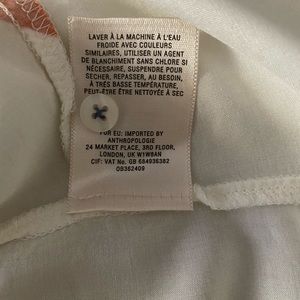 LAVER À LA MACHINE À L'EAU
FROIDE AVEC COULEURS
SIMILAIRES, UTILISER UN AGENT
DE BLANCHIMENT SANS CHLORE SI
NÉCESSAIRE, SUSPENDRE POUR
SÉCHER, REPASSER, AU BESOIN,
À TRÈS BASSE TEMPÉRATURE,
PEUT-ÊTRE ÊTRE NETTOYÉE À SEC
FOR EU: IMPORTED BY
ANTHROPOLOGIE
24 MARKET PLACE, 3RD FLOOR,
LONDON, UK W1W8AN
CIF: VAT No. GB 684936382
OB362409